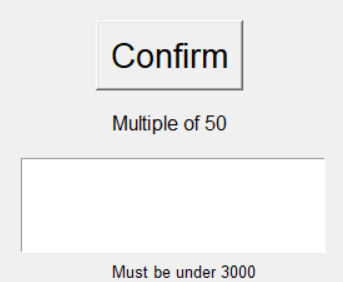 Confirm
Multiple of 50
Must be under 3000